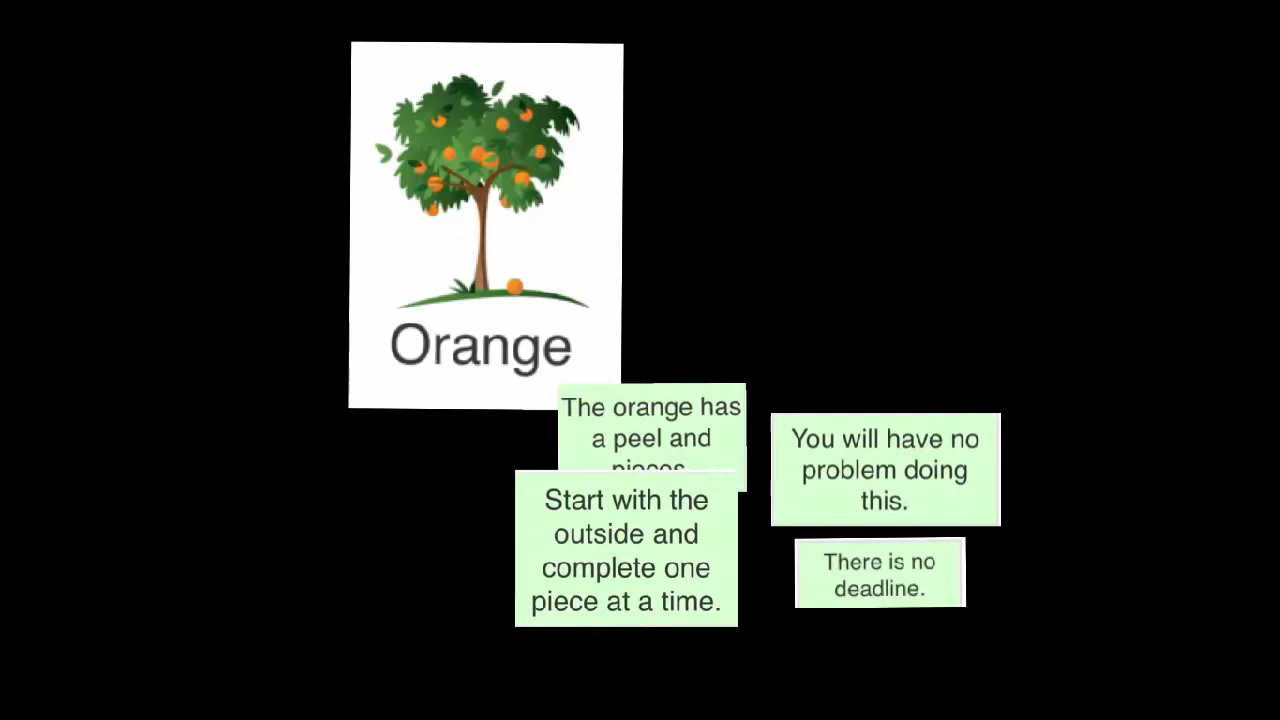 Orange
The orange has
a peel and
pieces
Start with the
outside and
complete one
piece at a time.
You will have no
problem doing
this.
There is no
deadline.